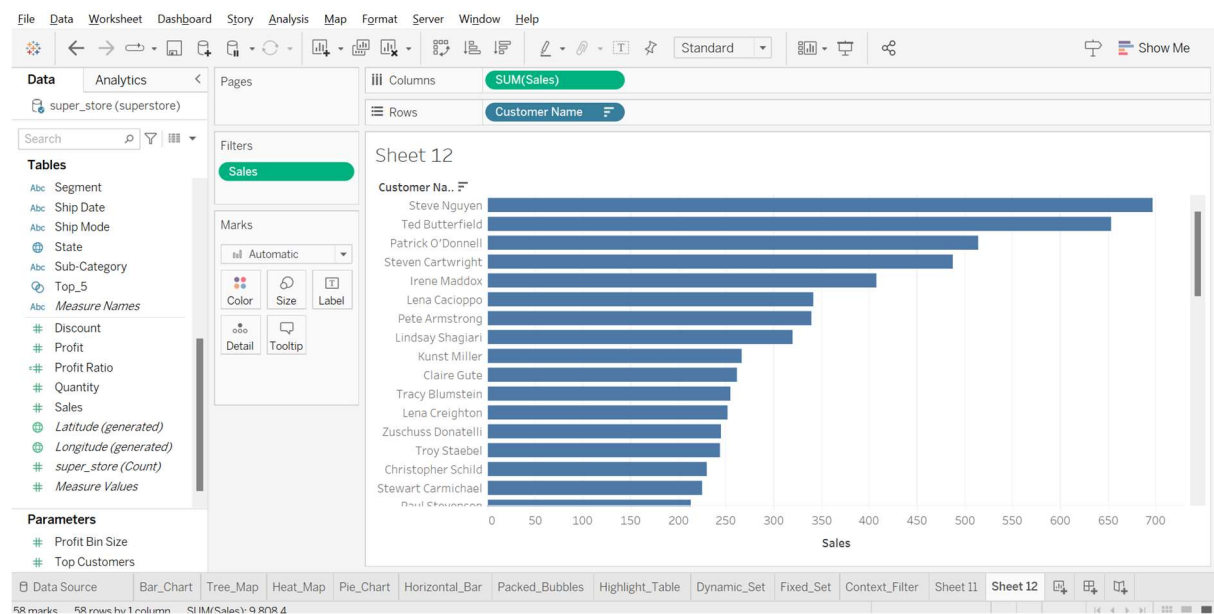 File Data Worksheet Dashboard Story Analysis Map Format Server Window Help
Standard
Show Me
Data Analytics
super_store (superstore)
Search
Tables
Abc Segment
Abc Ship Date
Abc Ship Mode
State
Abc Sub-Category
Top_5
Abc Measure Names
# Discount
# Profit
=# Profit Ratio
# Quantity
# Sales
Latitude (generated)
Longitude (generated)
# super_store (Count)
# Measure Values
Parameters
# Profit Bin Size
# Top Customers
Pages
Filters
Sales
Marks
Automatic
Color Size Label
Detail Tooltip
Columns SUM(Sales)
Rows Customer Name
Sheet 12
Customer Na..
Steve Nguyen
Ted Butterfield
Patrick O'Donnell
Steven Cartwright
Irene Maddox
Lena Cacioppo
Pete Armstrong
Lindsay Shagiari
Kunst Miller
Claire Gute
Tracy Blumstein
Lena Creighton
Zuschuss Donatelli
Troy Staebel
Christopher Schild
Stewart Carmichael
Paul Stevenson
0 50 100 150 200 250 300 350 400 450 500 550 600 650 700
Sales
Data Source Bar_Chart Tree_Map Heat_Map Pie_Chart Horizontal_Bar Packed_Bubbles Highlight_Table Dynamic_Set Fixed_Set Context_Filter Sheet 11 Sheet 12
58 marks 58 rows by 1 column SUM(Sales): 9,808.4